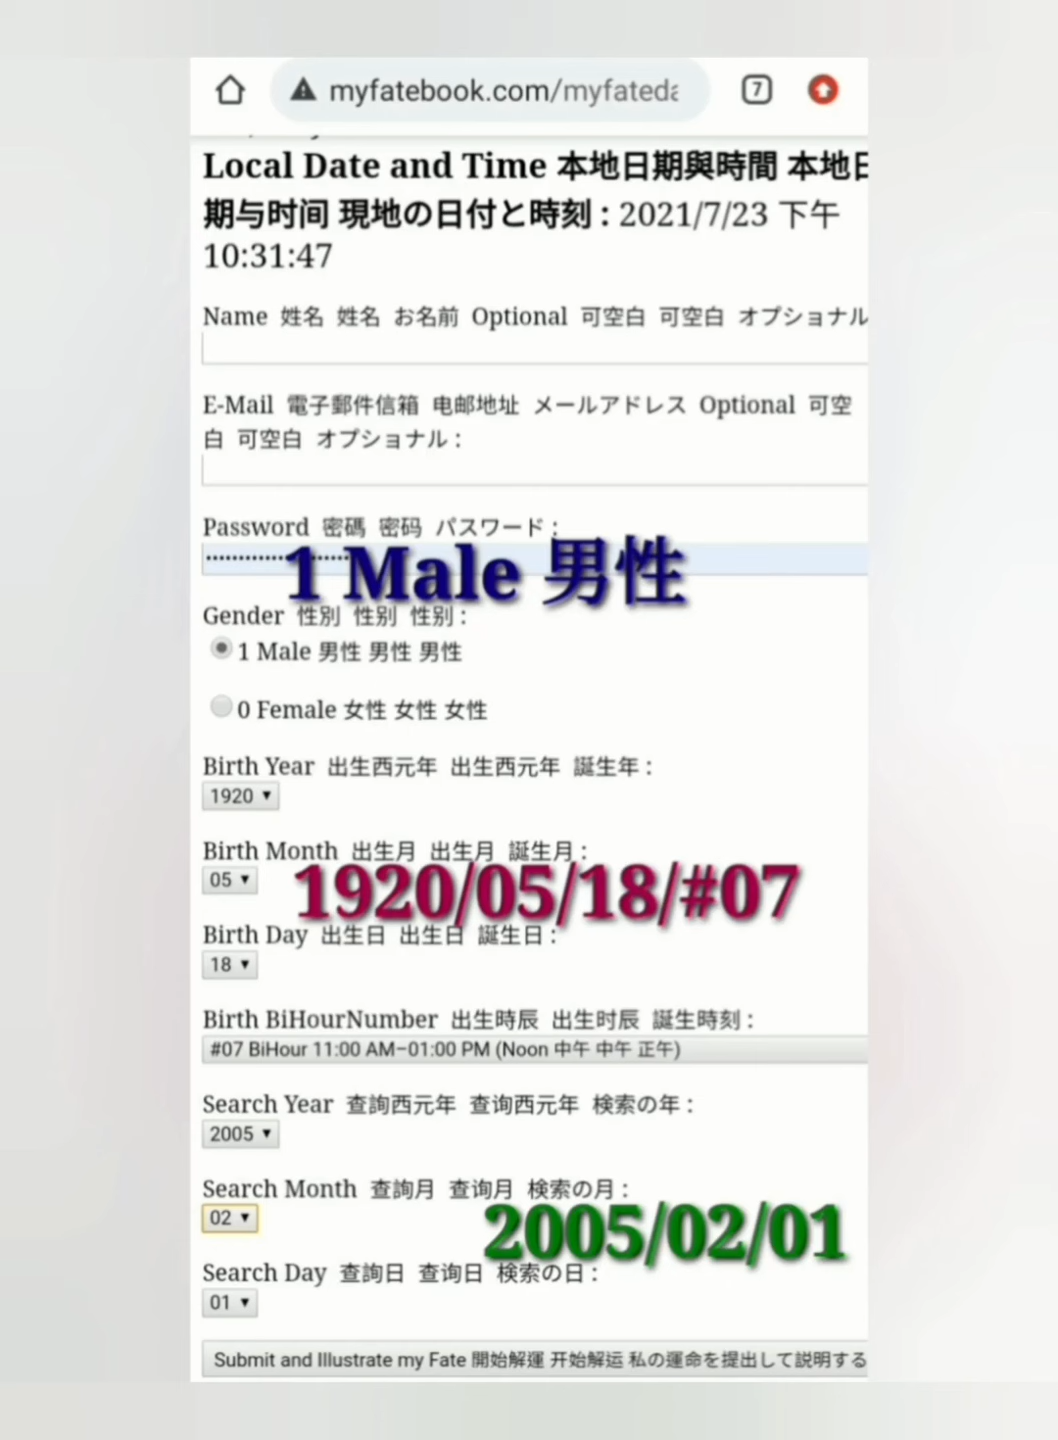 myfatebook.com/myfateda
7
Local Date and Time 本地日期與時間 本地日
期与时间 現地の日付と時刻 : 2021/7/23 下午
10:31:47
Name 姓名 姓名 お名前 Optional 可空白 可空白 オプショナル
E-Mail 電子郵件信箱 电邮地址 メールアドレス Optional 可空
白 可空白 オプショナル :
Password 密碼 密码 パスワード :
1 Male 男性
Gender 性別 性别 性别 :
1 Male 男性 男性 男性
0 Female 女性 女性 女性
Birth Year 出生西元年 出生西元年 誕生年 :
1920
Birth Month 出生月 出生月 誕生月 :
05
1920/05/18/#07
Birth Day 出生日 出生日 誕生日 :
18
Birth BiHourNumber 出生時辰 出生时辰 誕生時刻 :
#07 BiHour 11:00 AM–01:00 PM (Noon 中午 中午 正午)
Search Year 查詢西元年 查询西元年 検索の年 :
2005
Search Month 查詢月 查询月 検索の月 :
02
2005/02/01
Search Day 查詢日 查询日 検索の日 :
01
Submit and Illustrate my Fate 開始解運 开始解运 私の運命を提出して説明する